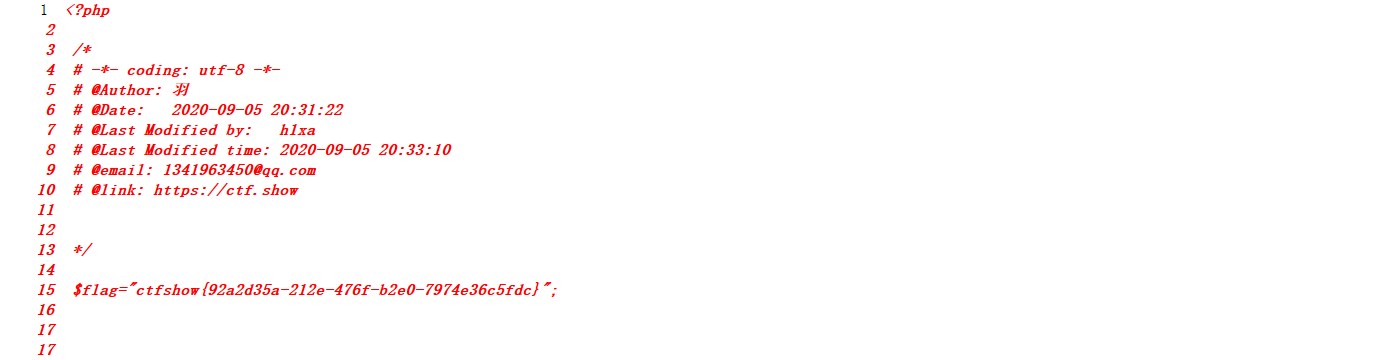 1 <?php
2
3 /*
4 # -*- coding: utf-8 -*-
5 # @Author: 羽
6 # @Date:   2020-09-05 20:31:22
7 # @Last Modified by:   h1xa
8 # @Last Modified time: 2020-09-05 20:33:10
9 # @email: 1341963450@qq.com
10 # @link: https://ctf.show
11
12
13 */
14
15 $flag="ctfshow{92a2d35a-212e-476f-b2e0-7974e36c5fdc}";
16
17
17